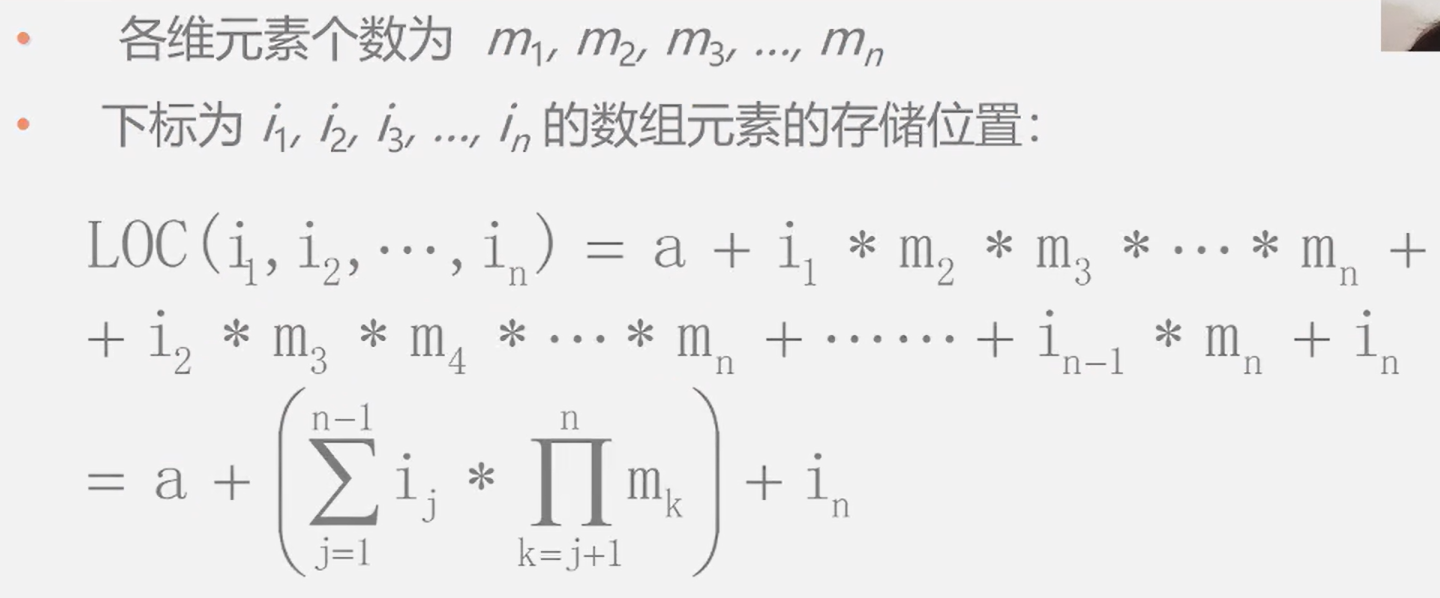 • 各维元素个数为 m₁, m₂, m₃, …, mₙ
• 下标为 i₁, i₂, i₃, …, iₙ 的数组元素的存储位置：
LOC(i₁,i₂,⋯,iₙ) = a + i₁ * m₂ * m₃ * ⋯ * mₙ +
+ i₂ * m₃ * m₄ * ⋯ * mₙ + ⋯⋯ + iₙ₋₁ * mₙ + iₙ
= a + (∑_{j=1}^{n-1} i_j * ∏_{k=j+1}^{n} m_k) + iₙ